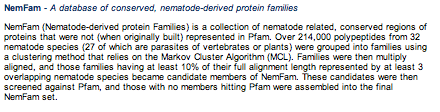 NemFam - A database of conserved, nematode-derived protein families
NemFam (Nematode-derived protein Families) is a collection of nematode related, conserved regions
of proteins that were not (when originally built) represented in Pfam. Over 214,000 polypeptides from 32
nematode species (27 of which are parasites of vertebrates or plants) were grouped into families using
a clustering method that relies on the Markov Cluster Algorithm (MCL). Families were then multiply
aligned, and those families having at least 10% of their full alignment length represented by at least 3
overlapping nematode species became candidate members of NemFam. These candidates were then
screened against Pfam, and those with no members hitting Pfam were assembled into the final
NemFam set.